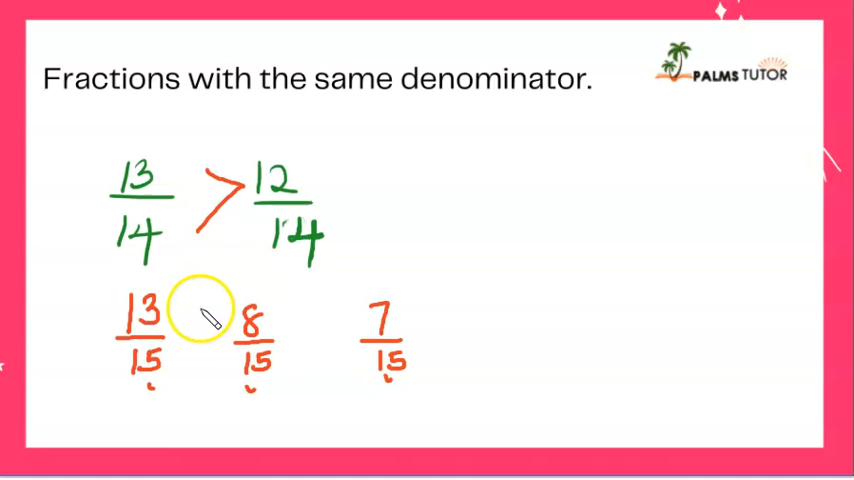 Fractions with the same denominator.
PALMS TUTOR
13/14 > 12/14
13/15 8/15 7/15